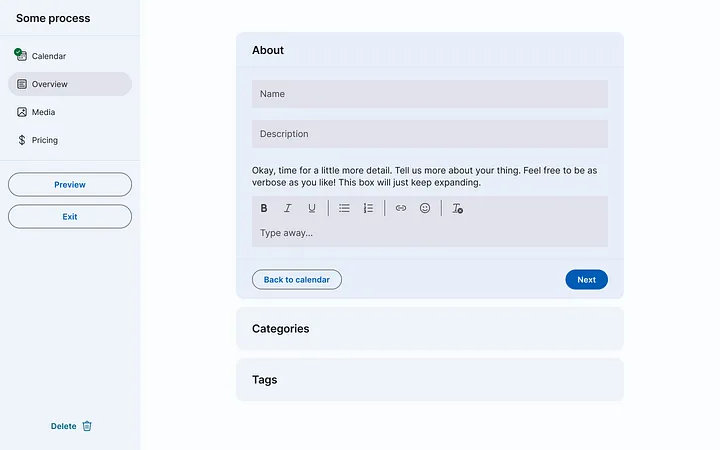 Some process
Calendar
Overview
Media
Pricing
Preview
Exit
Delete
About
Name
Description
Okay, time for a little more detail. Tell us more about your thing. Feel free to be as
verbose as you like! This box will just keep expanding.
B I U
Type away...
Back to calendar
Next
Categories
Tags